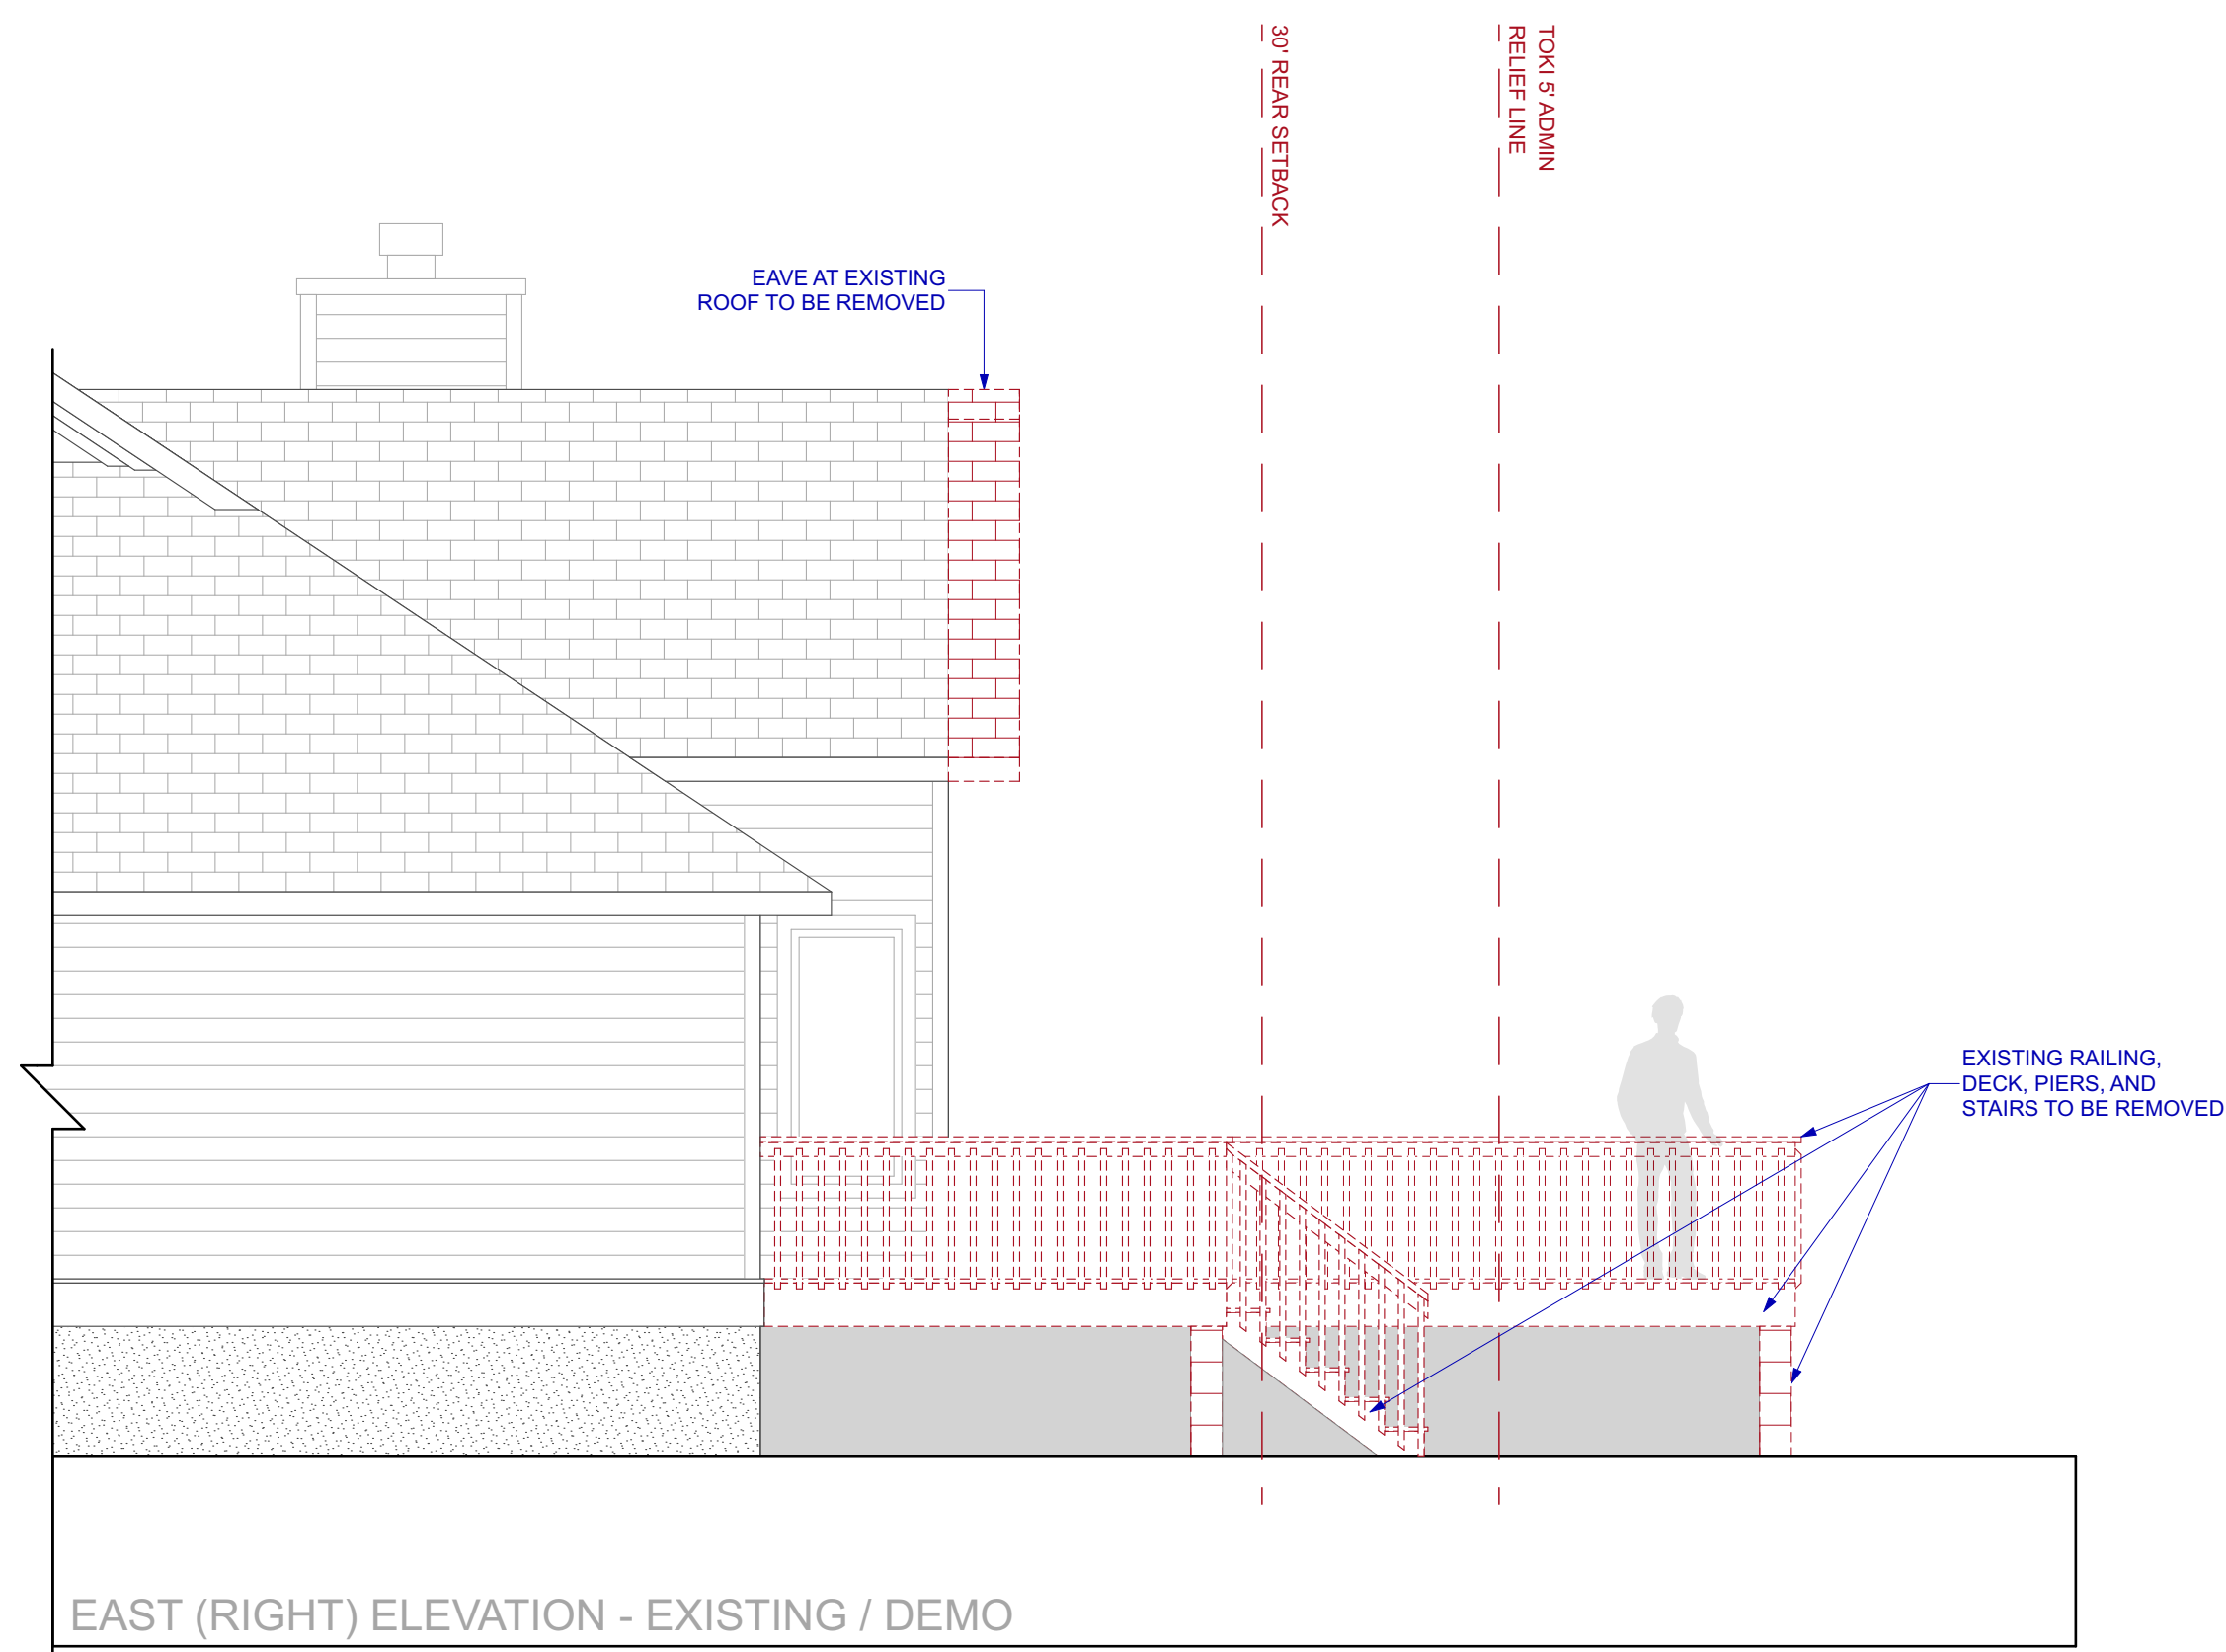 30' REAR SETBACK
TOKI 5' ADMIN
RELIEF LINE
EAVE AT EXISTING
ROOF TO BE REMOVED
EXISTING RAILING,
DECK, PIERS, AND
STAIRS TO BE REMOVED
EAST (RIGHT) ELEVATION - EXISTING / DEMO